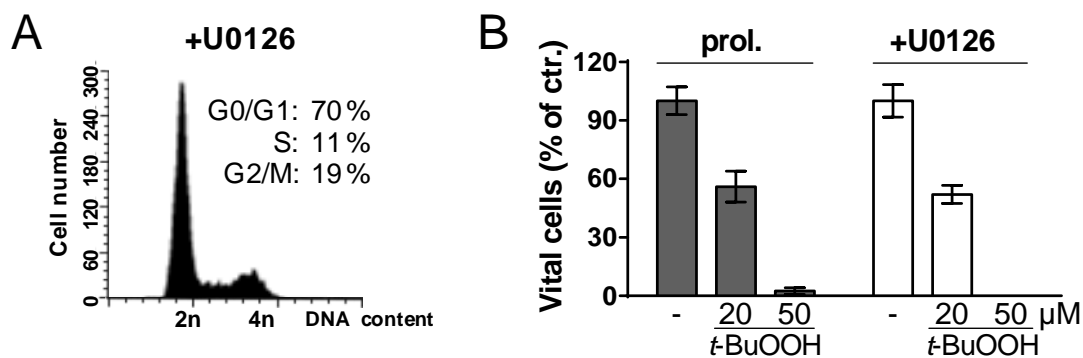 A
+U0126
Cell number
300
240
180
120
60
0
G0/G1: 70 %
S: 11 %
G2/M: 19 %
2n 4n DNA content
B
prol. +U0126
Vital cells (% of ctr.)
120
90
60
30
0
- 20 50 - 20 50 µM
t-BuOOH t-BuOOH